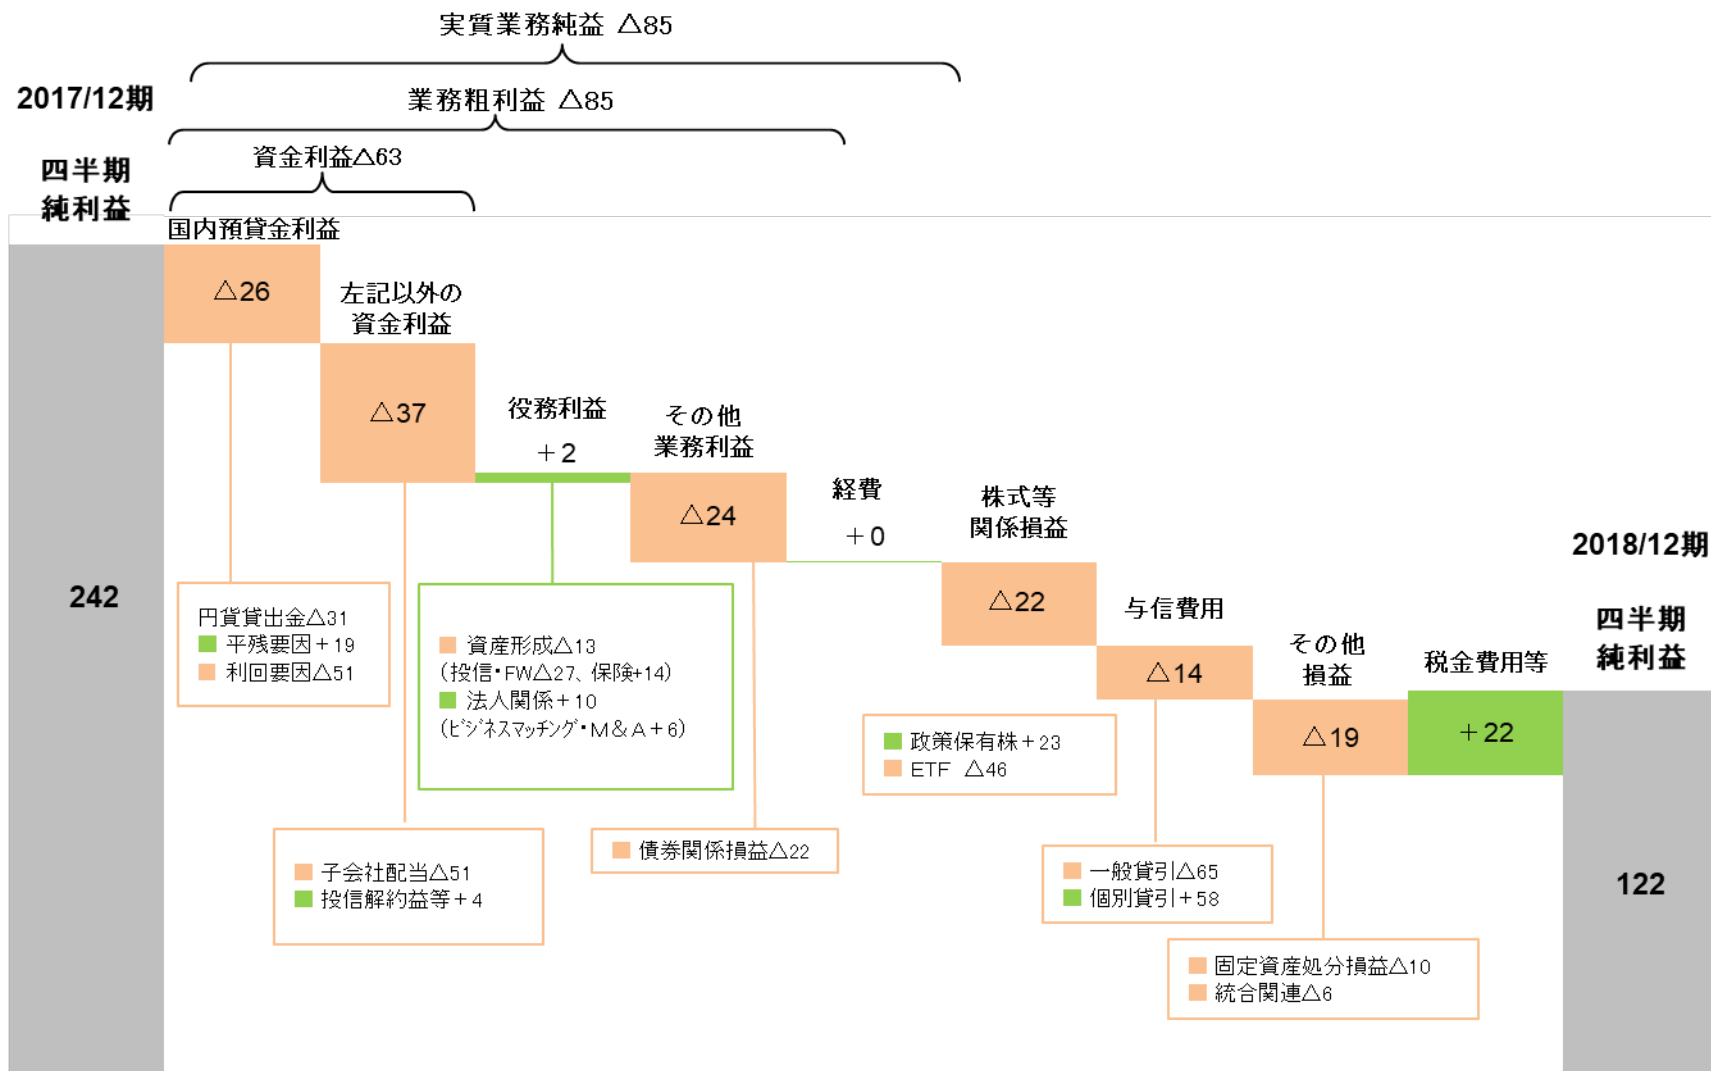 実質業務純益 △85
2017/12期
業務粗利益 △85
資金利益△63
四半期
純利益
国内預貸金利益
△26
左記以外の
資金利益
△37
役務利益
+2
その他
業務利益
△24
経費
+0
株式等
関係損益
△22
与信費用
△14
その他
損益
△19
税金費用等
+22
2018/12期
四半期
純利益
242
122
円貨貸出金△31
平残要因+19
利回要因△51
資産形成△13
(投信・FW△27、保険+14)
法人関係+10
(ビジネスマッチング・M&A+6)
政策保有株+23
ETF △46
子会社配当△51
投信解約益等+4
債券関係損益△22
一般貸引△65
個別貸引+58
固定資産処分損益△10
統合関連△6